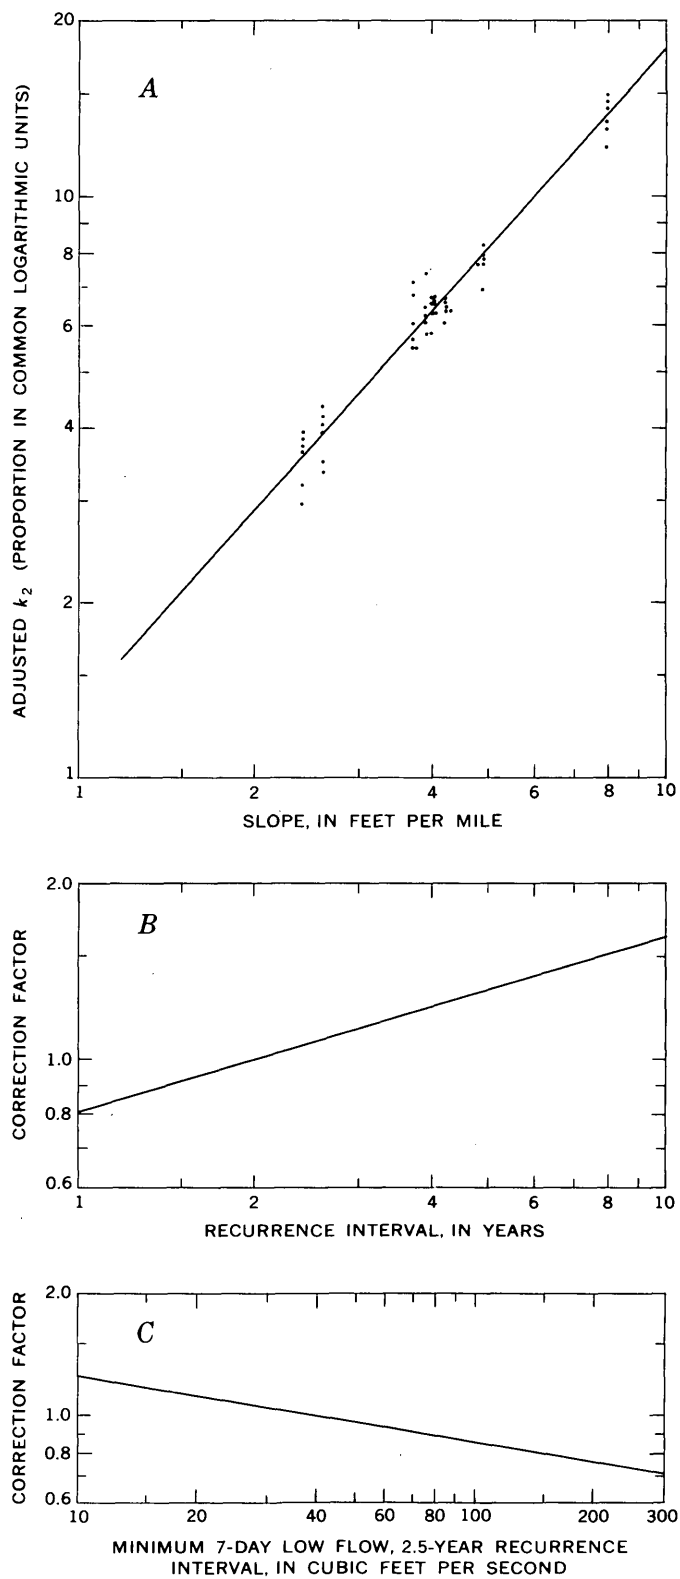 20
10
8
6
4
2
1
A
ADJUSTED k₂ (PROPORTION IN COMMON LOGARITHMIC UNITS)
1 2 4 6 8 10
SLOPE, IN FEET PER MILE
2.0
1.0
0.8
0.6
B
CORRECTION FACTOR
1 2 4 6 8 10
RECURRENCE INTERVAL, IN YEARS
2.0
1.0
0.8
0.6
C
CORRECTION FACTOR
10 20 40 60 80 100 200 300
MINIMUM 7-DAY LOW FLOW, 2.5-YEAR RECURRENCE
INTERVAL, IN CUBIC FEET PER SECOND